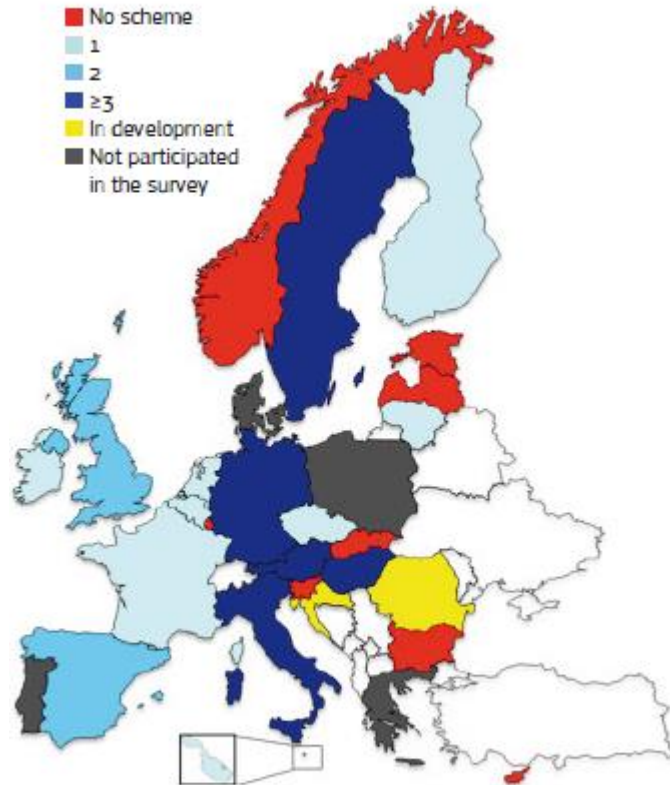 No scheme
1
2
≥3
In development
Not participated
in the survey